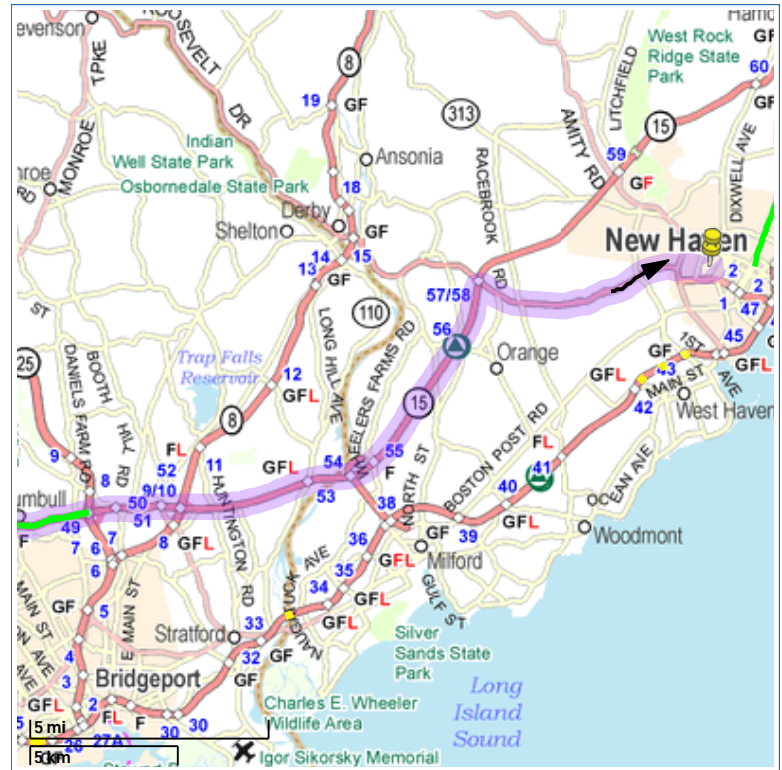 evenson
ROOSEVELT
DR
TPKE
MONROE
nroe
RD
8
19
GF
313
West Rock
Ridge State
Park
LITCHFIELD
Hamd
GF
60
GF
15
Indian
Well State Park
Osbornedale State Park
Ansonia
18
RACEBROOK
RD
AMITY RD
59
GF
DIXWELL AVE
Derby
Shelton
GF
14
15
13
GF
New Haven
2
2
1
47
45
57/58
56
110
ST
LONG HILL AVE
WHEELERS FARMS RD
Orange
1ST
AVE
GF
43
MAIN ST
GFL
42
West Haven
25
DANIELS FARM RD
BOOTH
HILL RD
Trap Falls
Reservoir
12
GFL
8
15
NORTH ST
BOSTON POST RD
OCEAN AVE
FL
41
40
GFL
FL
52
11
9
8
9/10
50
51
GFL
54
53
55
F
umbull
49
F
7
6
7
6
8
GFL
HUNTINGTON
RD
38
39
Woodmont
GF
36
GFL
Milford
GULF ST
AVE
35
34
GFL
NAUGATUCK
MAIN ST
GF
5
E MAIN ST
33
Stratford
32
GF
GF
Silver
Sands State
Park
AVE
4
3
Bridgeport
GFL
2
FL
F
30
30
27A
26
5 mi
5 km
Charles E. Wheeler
Wildlife Area
Long
Island
Sound
Igor Sikorsky Memorial